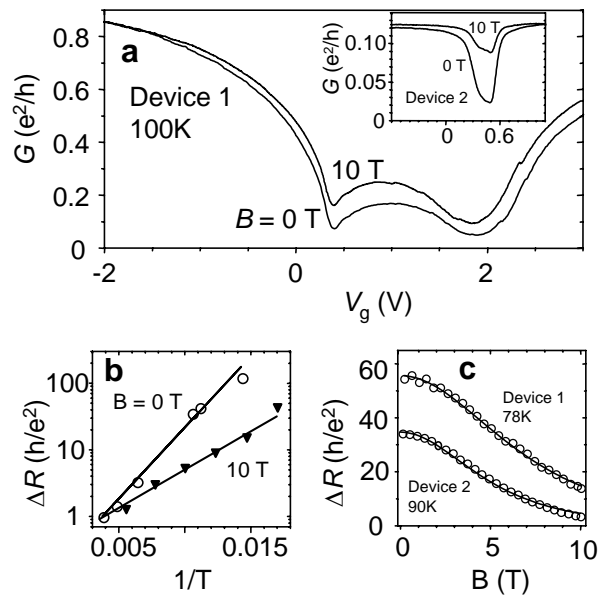 a
Device 1
100K
10 T
B = 0 T
G (e²/h)
0.8
0.6
0.4
0.2
0
-2
0
2
V_g (V)
10 T
0 T
Device 2
G (e²/h)
0.10
0.05
0
0
0.6
b
B = 0 T
10 T
ΔR (h/e²)
100
10
1
0.005
0.015
1/T
c
Device 1
78K
Device 2
90K
ΔR (h/e²)
60
40
20
0
0
5
10
B (T)